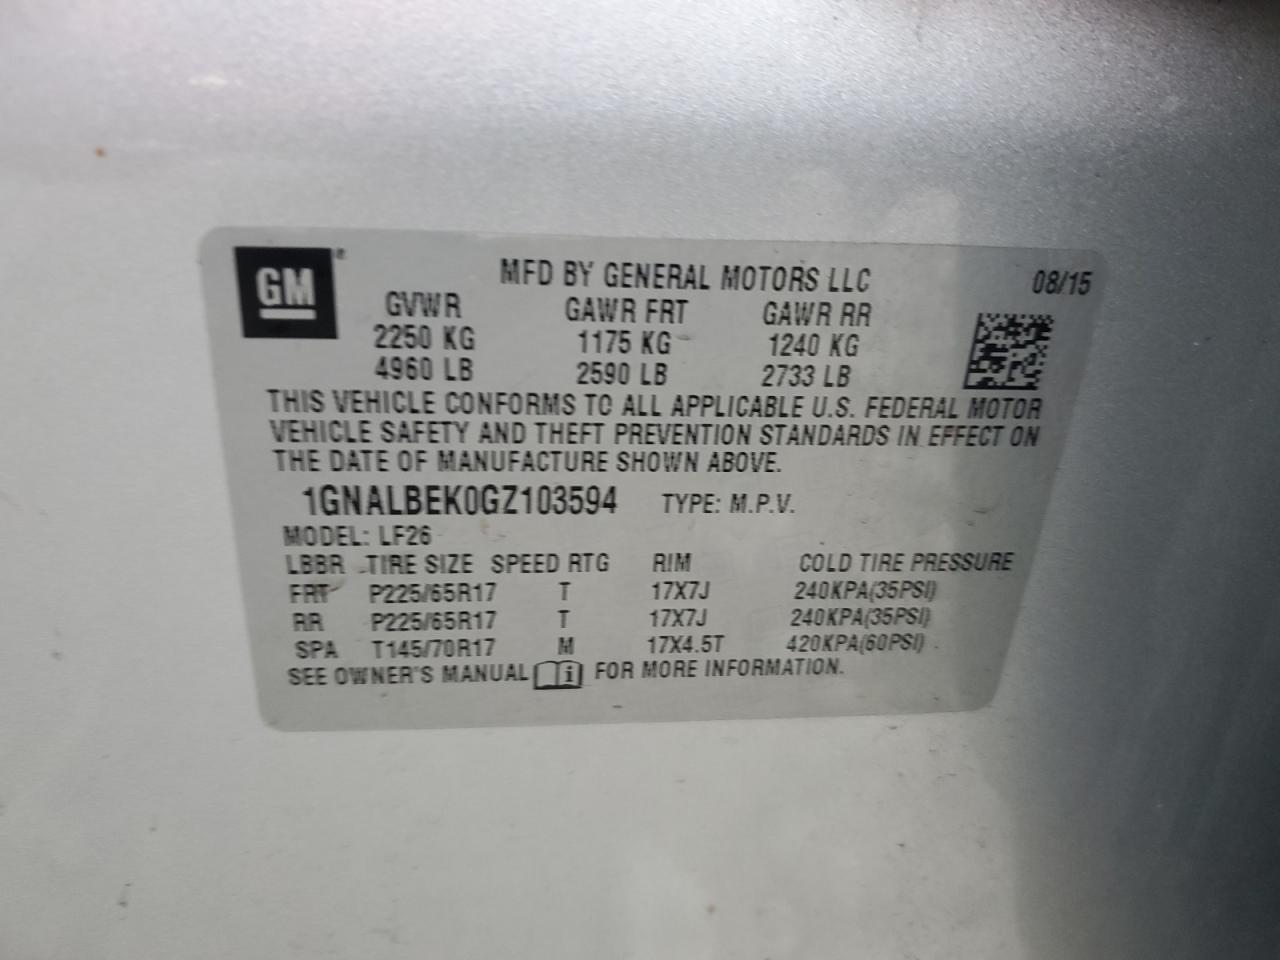 GM
MFD BY GENERAL MOTORS LLC 08/15
GVWR GAWR FRT GAWR RR
2250 KG 1175 KG 1240 KG
4960 LB 2590 LB 2733 LB
THIS VEHICLE CONFORMS TO ALL APPLICABLE U.S. FEDERAL MOTOR
VEHICLE SAFETY AND THEFT PREVENTION STANDARDS IN EFFECT ON
THE DATE OF MANUFACTURE SHOWN ABOVE.
1GNALBEK0GZ103594 TYPE: M.P.V.
MODEL: LF26
LBBR TIRE SIZE SPEED RTG RIM COLD TIRE PRESSURE
FRT P225/65R17 T 17X7J 240KPA(35PSI)
RR P225/65R17 T 17X7J 240KPA(35PSI)
SPA T145/70R17 M 17X4.5T 420KPA(60PSI)
SEE OWNER'S MANUAL FOR MORE INFORMATION.